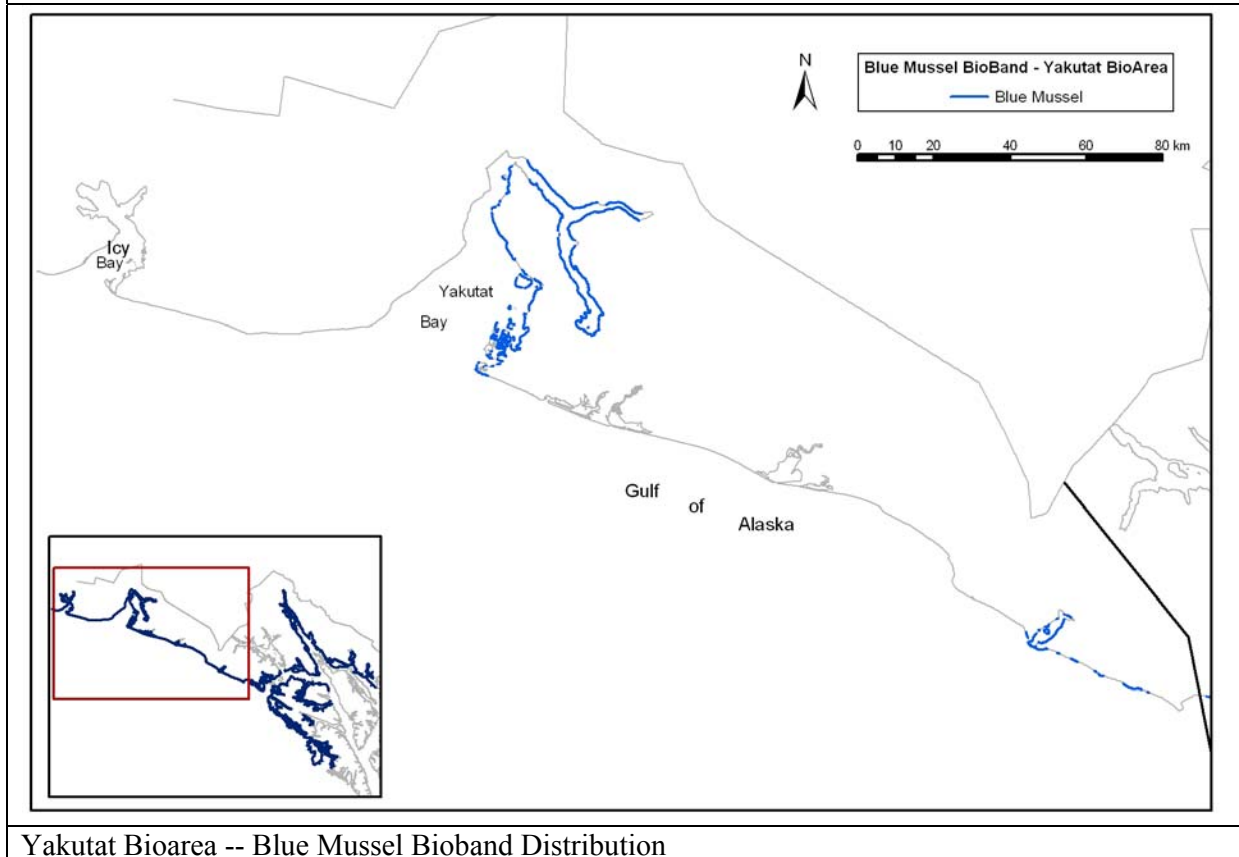 N
Blue Mussel BioBand - Yakutat BioArea
Blue Mussel
0 10 20 40 60 80 km
Icy
Bay
Yakutat
Bay
Gulf
of
Alaska
Yakutat Bioarea -- Blue Mussel Bioband Distribution